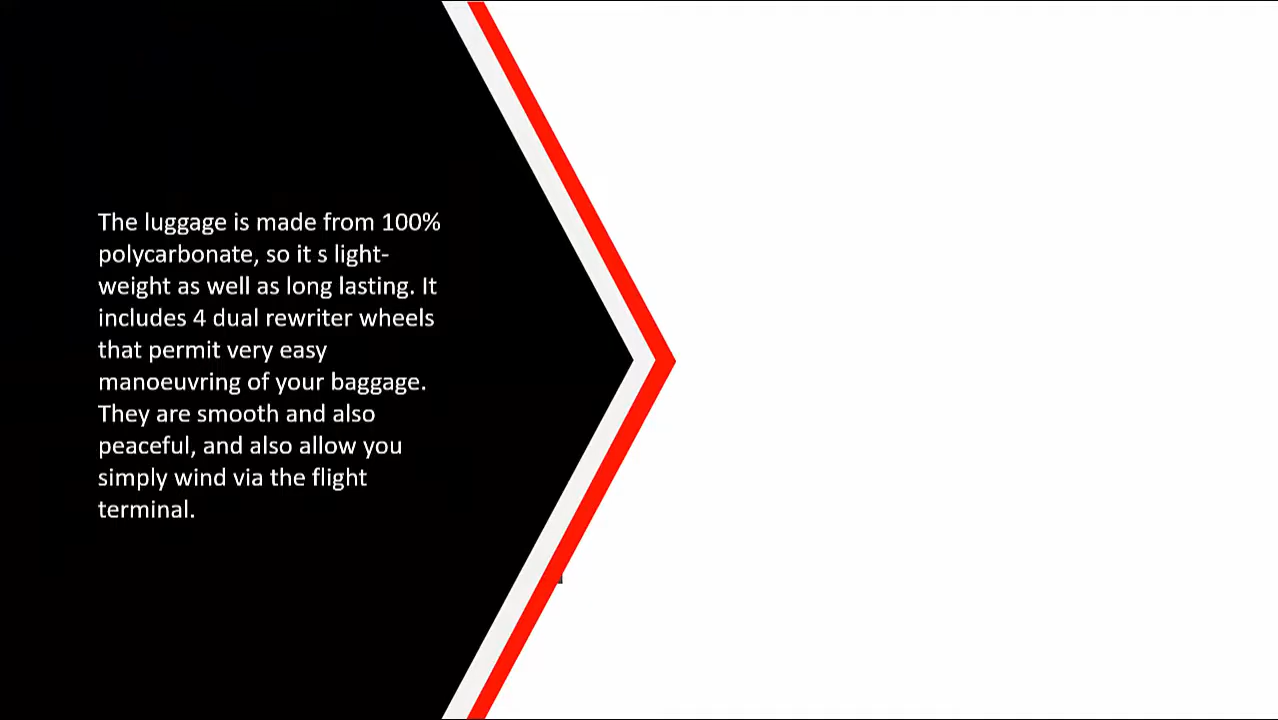 The luggage is made from 100%
polycarbonate, so it s light-
weight as well as long lasting. It
includes 4 dual rewriter wheels
that permit very easy
manoeuvring of your baggage.
They are smooth and also
peaceful, and also allow you
simply wind via the flight
terminal.